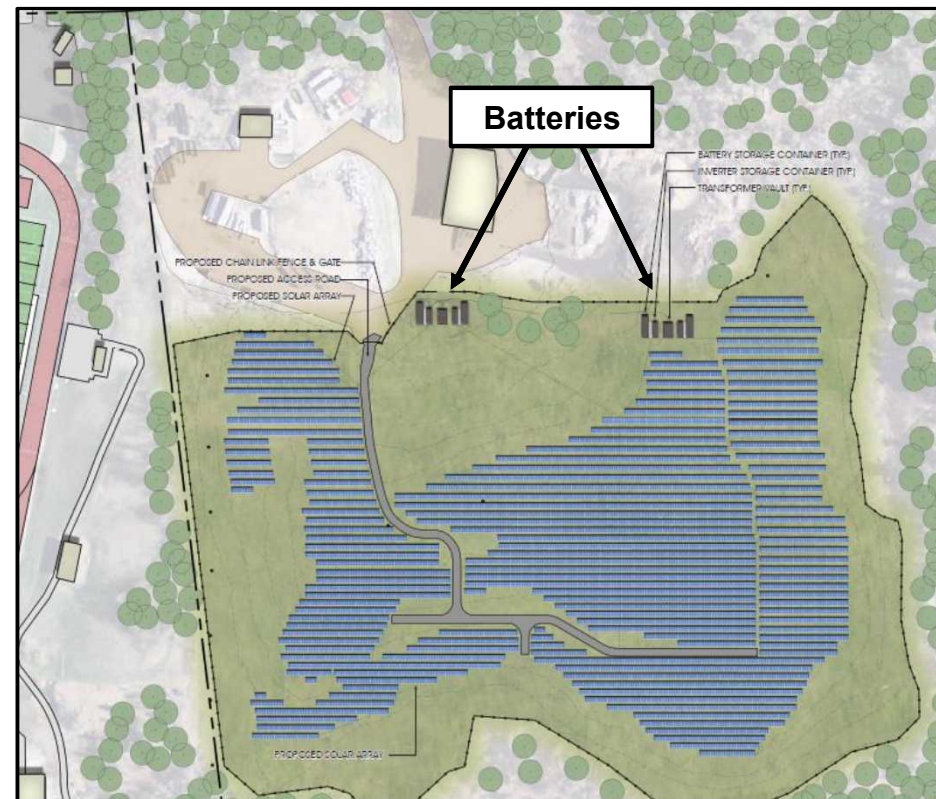 Batteries
BATTERY STORAGE CONTAINER (TYP.)
INVERTER STORAGE CONTAINER (TYP.)
TRANSFORMER VAULT (TYP.)
PROPOSED CHAIN LINK FENCE & GATE
PROPOSED ACCESS ROAD
PROPOSED SOLAR ARRAY
PROPOSED SOLAR ARRAY